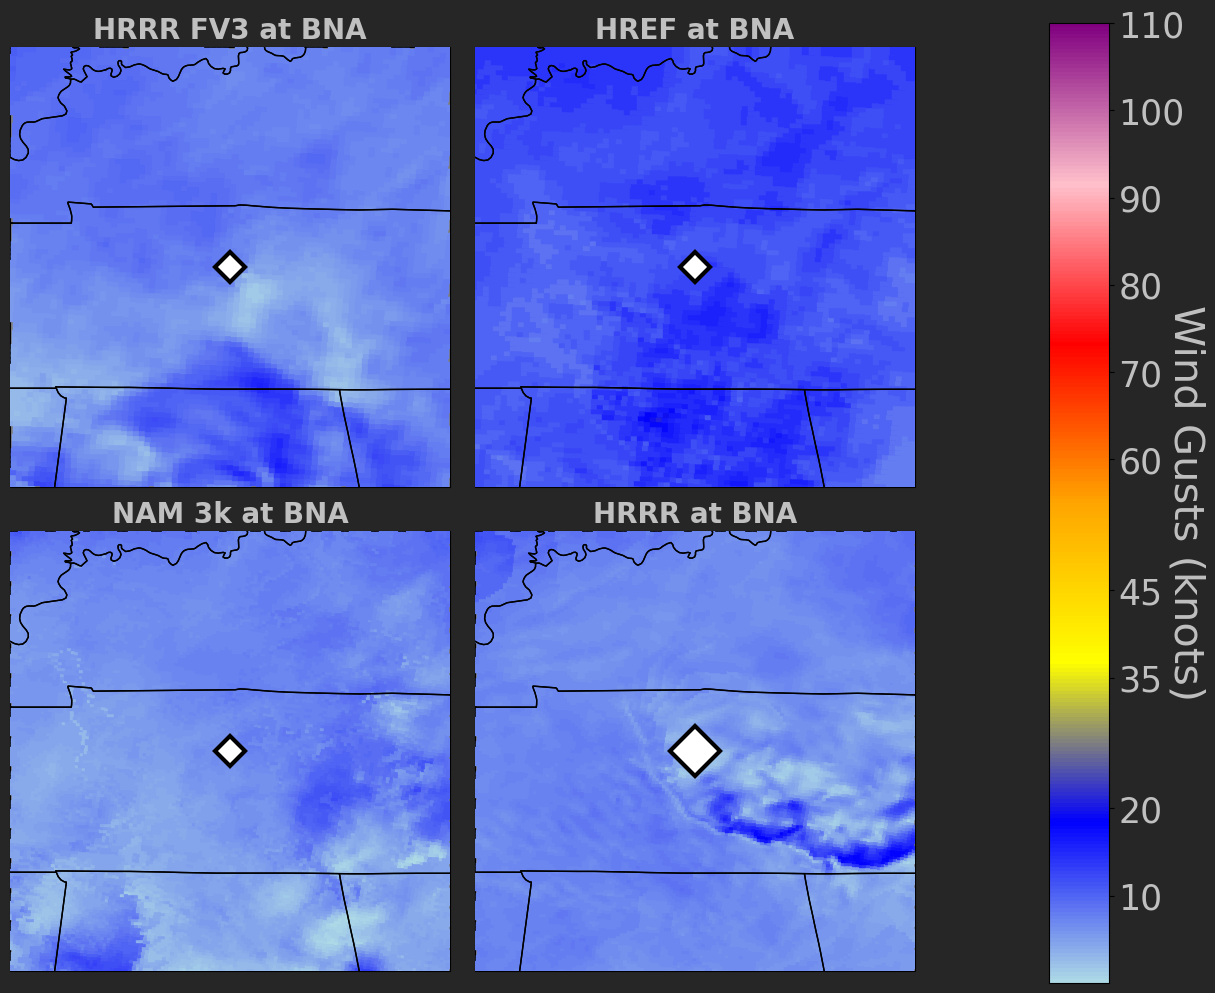 HRRR FV3 at BNA
HREF at BNA
NAM 3k at BNA
HRRR at BNA
110
100
90
80
70
60
45
35
20
10
Wind Gusts (knots)